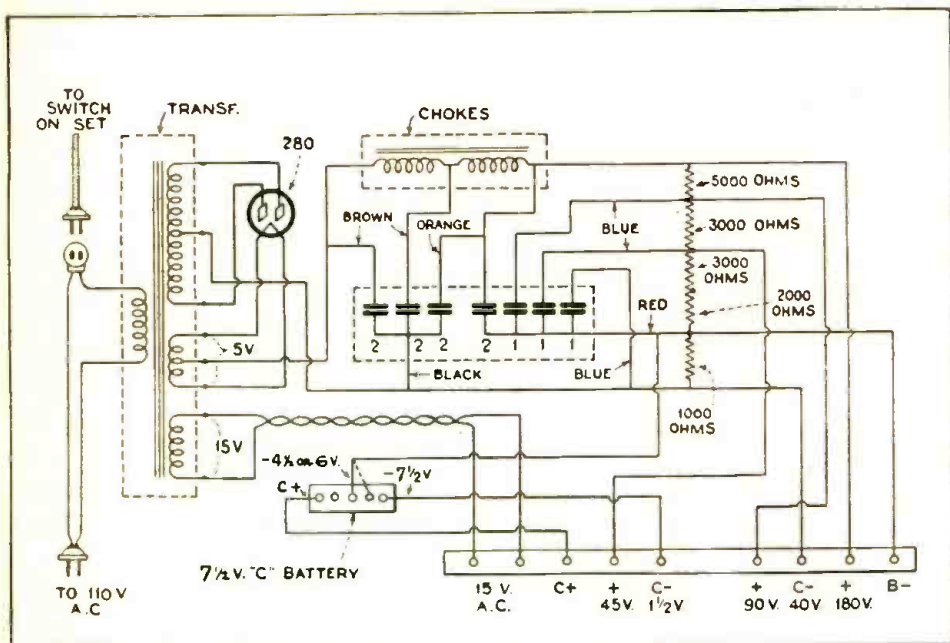 TO
SWITCH
ON SET
TRANSF.
280
CHOKES
BROWN
ORANGE
BLUE
5000 OHMS
3000
OHMS
3000
OHMS
2000
OHMS
RED
2 2 2 2 1 1 1
5V
BLACK
BLUE
1000
OHMS
15V
-4½ OR 6V.
-7½V
C+
7½V. "C" BATTERY
TO 110V
A.C
15 V.
A.C.
C+
+
45V.
C-
1½V
+
90V.
C-
40V.
+
180V.
B-